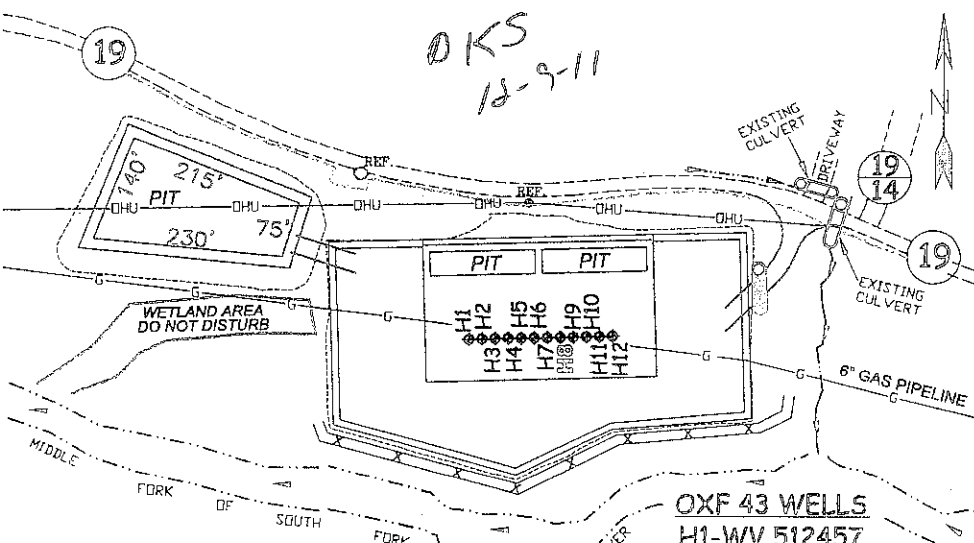 DKS
12-9-11
19
EXISTING
CULVERT
DRIVEWAY
N
19
14
REF.
REF.
140'
215'
PIT
230'
75'
OHU
OHU
OHU
OHU
OHU
OHU
19
EXISTING
CULVERT
PIT
PIT
G
G
G
G
G
G
WETLAND AREA
DO NOT DISTURB
H1
H2
H3
H4
H5
H6
H7
H8
H9
H10
H11
H12
6" GAS PIPELINE
MIDDLE
FORK
OF
SOUTH
FORK
OXF 43 WELLS
H1-WV 512457